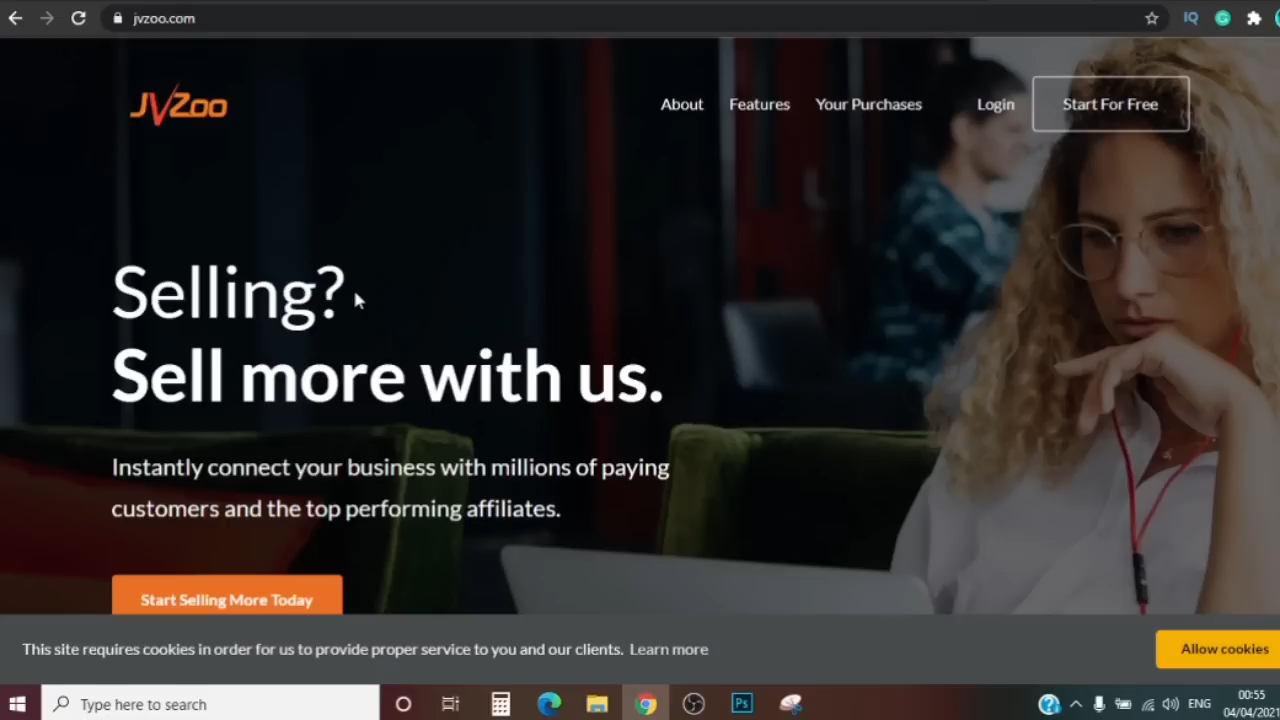 jvzoo.com
IQ
JVZoo
About Features Your Purchases Login Start For Free
Selling?
Sell more with us.
Instantly connect your business with millions of paying
customers and the top performing affiliates.
Start Selling More Today
This site requires cookies in order for us to provide proper service to you and our clients. Learn more
Allow cookies
Type here to search
Ps
ENG
00:55
04/04/2021